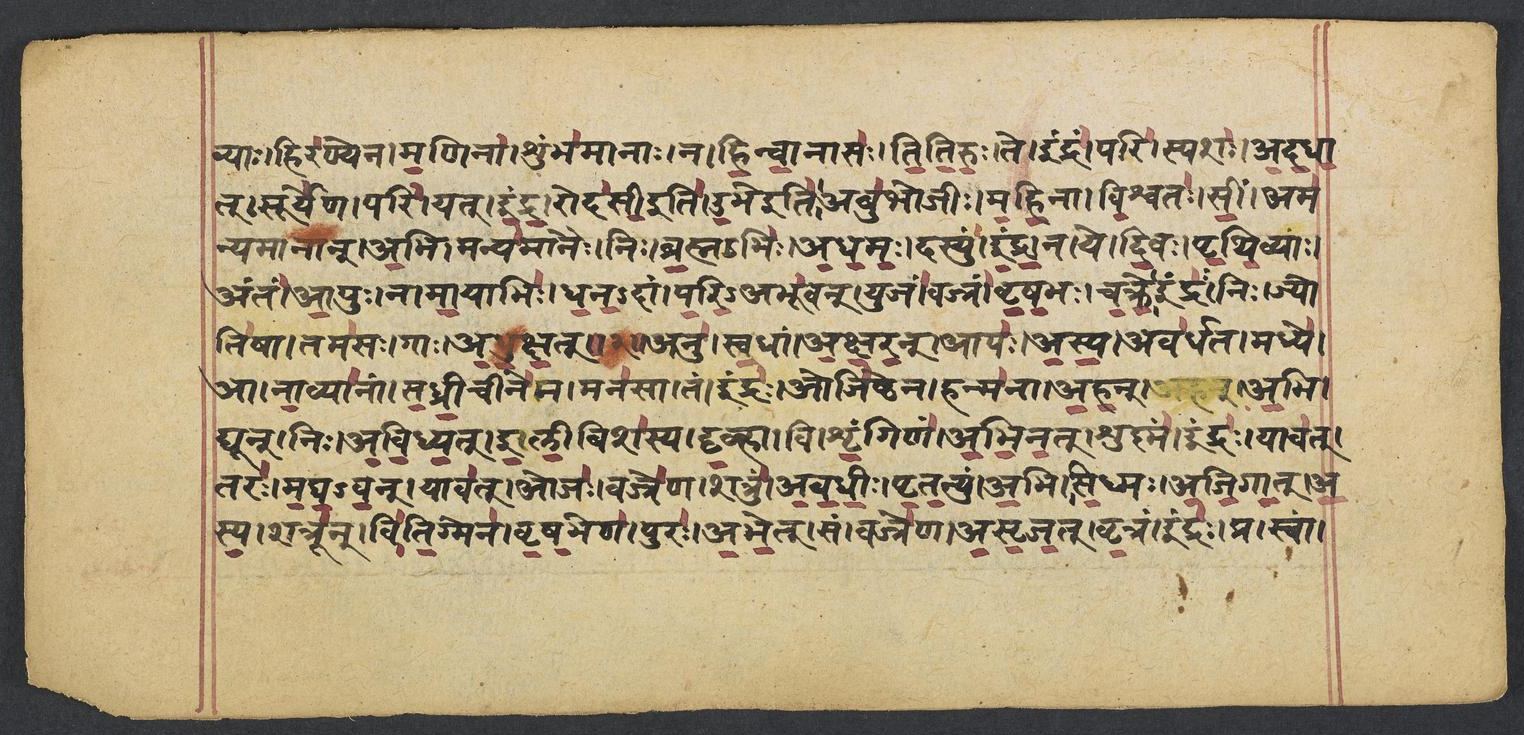 व्याः।हिरण्येन।मणिना।शुंभमानाः।न।हिन्वानासः।तितिरुः।ते।इंद्रं।परि।स्पशः।अदधा
त्।सूर्येण।परि।यत्।इंद्र।रोदसीइति।उभेइति।अबुभोजीः।महिना।विश्वतः।सीं।अम
न्यमानान्।अभि।मन्यमानैः।निः।ब्रह्मऽभिः।अधमः।दस्युं।इंद्र।न।ये।दिवः।पृथिव्याः।
अंतं।आपुः।न।मायाभिः।धनऽदां।परिऽअभूवन्।युजं।वज्रं।वृषभः।चक्रे।इंद्रः।निः।ज्यो
तिषा।तमसः।गाः।अधुक्षत्॥२॥अनु।स्वधां।अक्षरन्।आपः।अस्य।अवर्धत।मध्ये।
आ।नाव्यानां।सध्रीचीनेन।मनसा।तं।इंद्रः।ओजिष्ठेन।हन्मना।अहन्।अभि।
द्यून्।निः।अविध्यत्।इलीबिशस्य।दृळ्हा।वि।शृंगिणं।अभिनत्।शुष्णं।इंद्रः।यावत्।
तरः।मघऽवन्।यावत्।ओजः।वज्रेण।शत्रुं।अवधीः।पृतन्युं।अभि।सिध्मः।अजिगात्।अ
स्य।शत्रून्।वि।तिग्मेन।वृषभेण।पुरः।अभेत्।सं।वज्रेण।असृजत्।वृत्रं।इंद्रः।प्र।स्वां।